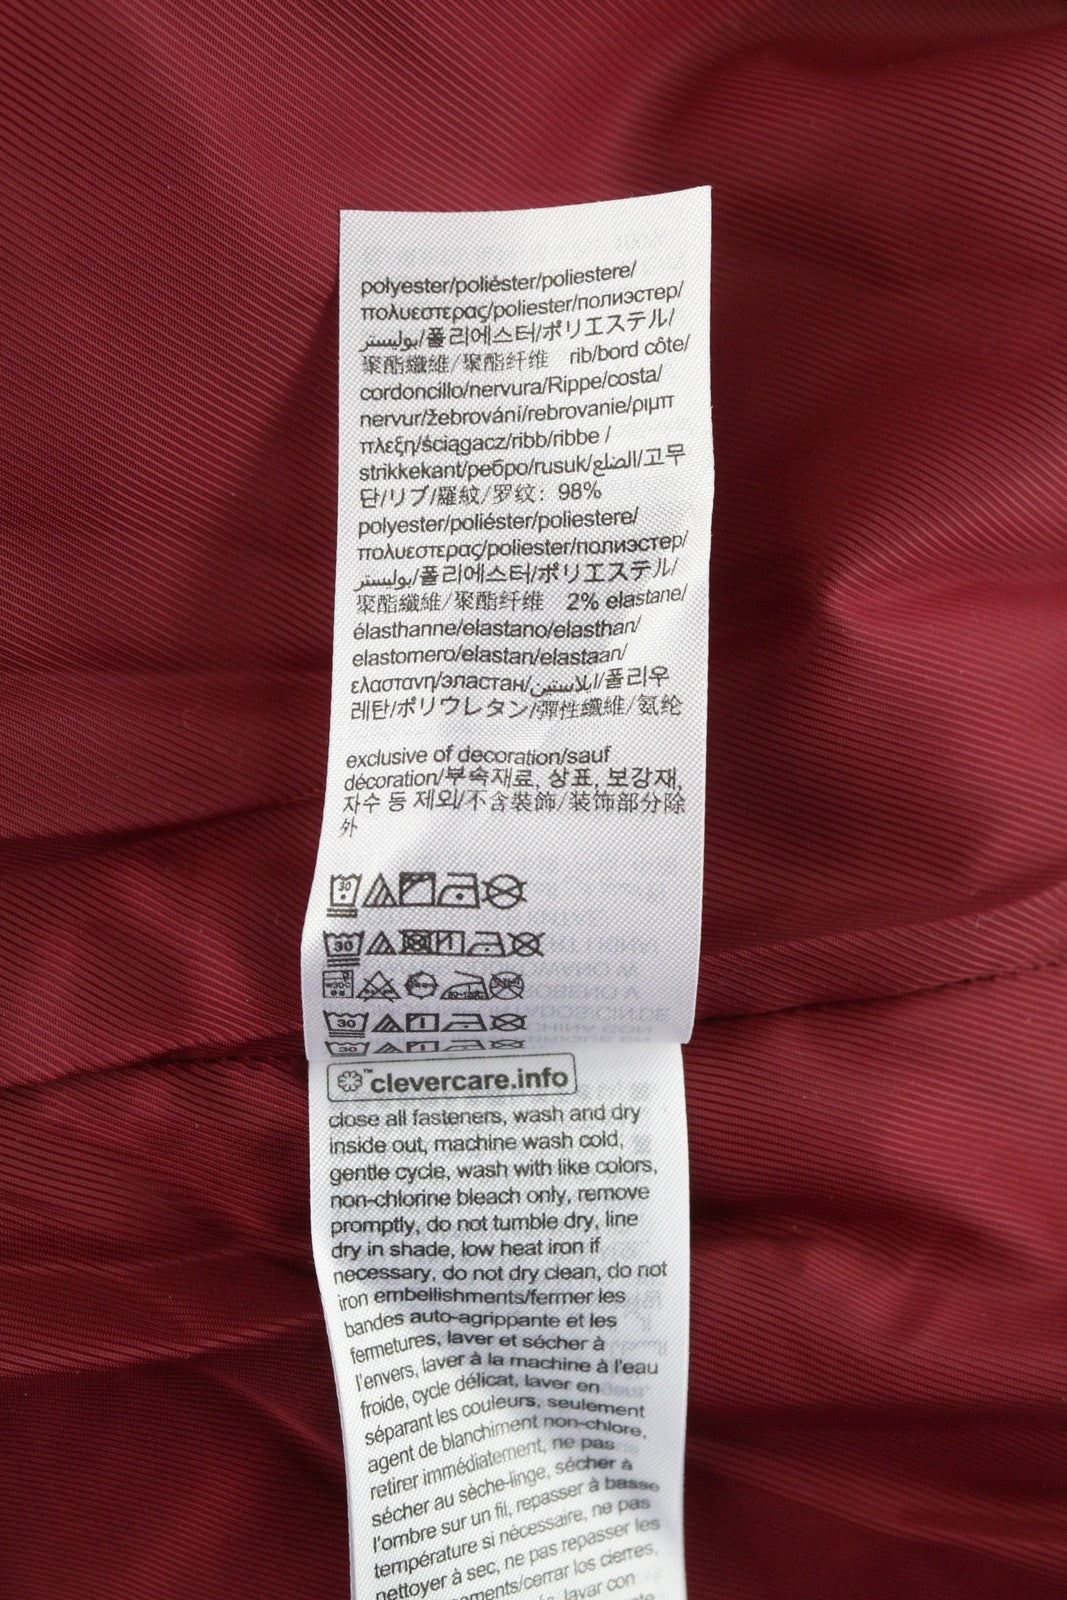 polyester/poliéster/poliestere/
πολυεστερας/poliester/полиэстер/
بوليستر/폴리에스터/ポリエステル/
聚酯纖維/聚酯纤维 rib/bord côte/
cordoncillo/nervura/Rippe/costa/
nervur/žebrování/rebrovanie/ριμπ
πλεξη/ściągacz/ribb/ribbe /
strikkekant/ребро/rusuk/الضلع/고무
단/リブ/羅紋/罗纹: 98%
polyester/poliéster/poliestere/
πολυεστερας/poliester/полиэстер/
بوليستر/폴리에스터/ポリエステル/
聚酯纖維/聚酯纤维 2% elastane/
élasthanne/elastano/elasthan/
elastomero/elastan/elastaan/
ελαστανη/эластан/ايلاستين/폴리우
레탄/ポリウレタン/彈性纖維/氨纶
exclusive of decoration/sauf
décoration/부속재료, 상표, 보강재,
자수 등 제외/不含裝飾/装饰部分除
外
30
30
30
30
clevercare.info
close all fasteners, wash and dry
inside out, machine wash cold,
gentle cycle, wash with like colors,
non-chlorine bleach only, remove
promptly, do not tumble dry, line
dry in shade, low heat iron if
necessary, do not dry clean, do not
iron embellishments/fermer les
bandes auto-agrippante et les
fermetures, laver et sécher à
l'envers, laver à la machine à l'eau
froide, cycle délicat, laver en
séparant les couleurs, seulement
agent de blanchiment non-chlore,
retirer immédiatement, ne pas
sécher au sèche-linge, sécher à
l'ombre sur un fil, repasser à basse
température si nécessaire, ne pas
nettoyer à sec, ne pas repasser les
cerrar los cierres,
lavar con